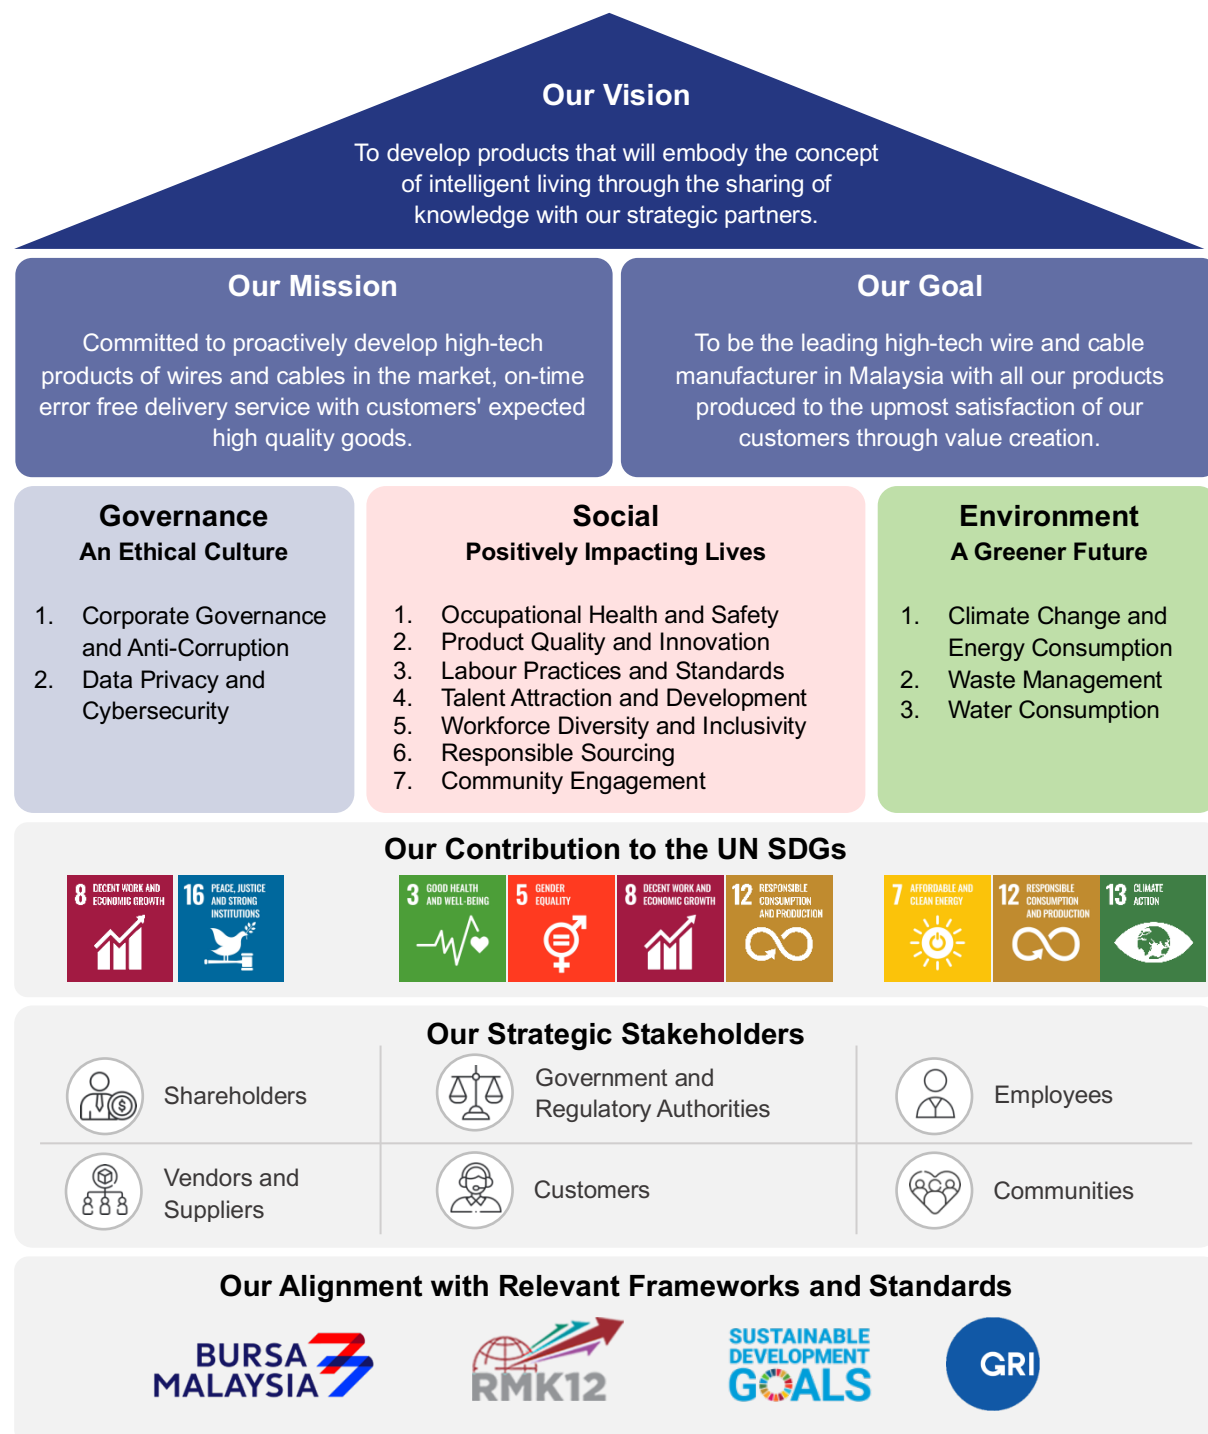 Our Vision
To develop products that will embody the concept
of intelligent living through the sharing of
knowledge with our strategic partners.
Our Mission
Committed to proactively develop high-tech
products of wires and cables in the market, on-time
error free delivery service with customers' expected
high quality goods.
Our Goal
To be the leading high-tech wire and cable
manufacturer in Malaysia with all our products
produced to the upmost satisfaction of our
customers through value creation.
Governance
An Ethical Culture
1. Corporate Governance
and Anti-Corruption
2. Data Privacy and
Cybersecurity
Social
Positively Impacting Lives
1. Occupational Health and Safety
2. Product Quality and Innovation
3. Labour Practices and Standards
4. Talent Attraction and Development
5. Workforce Diversity and Inclusivity
6. Responsible Sourcing
7. Community Engagement
Environment
A Greener Future
1. Climate Change and
Energy Consumption
2. Waste Management
3. Water Consumption
Our Contribution to the UN SDGs
8 DECENT WORK AND
ECONOMIC GROWTH
16 PEACE, JUSTICE
AND STRONG
INSTITUTIONS
3 GOOD HEALTH
AND WELL-BEING
5 GENDER
EQUALITY
8 DECENT WORK AND
ECONOMIC GROWTH
12 RESPONSIBLE
CONSUMPTION
AND PRODUCTION
7 AFFORDABLE AND
CLEAN ENERGY
12 RESPONSIBLE
CONSUMPTION
AND PRODUCTION
13 CLIMATE
ACTION
Our Strategic Stakeholders
Shareholders
Government and
Regulatory Authorities
Employees
Vendors and
Suppliers
Customers
Communities
Our Alignment with Relevant Frameworks and Standards
BURSA
MALAYSIA
RMK12
SUSTAINABLE
DEVELOPMENT
GOALS
GRI